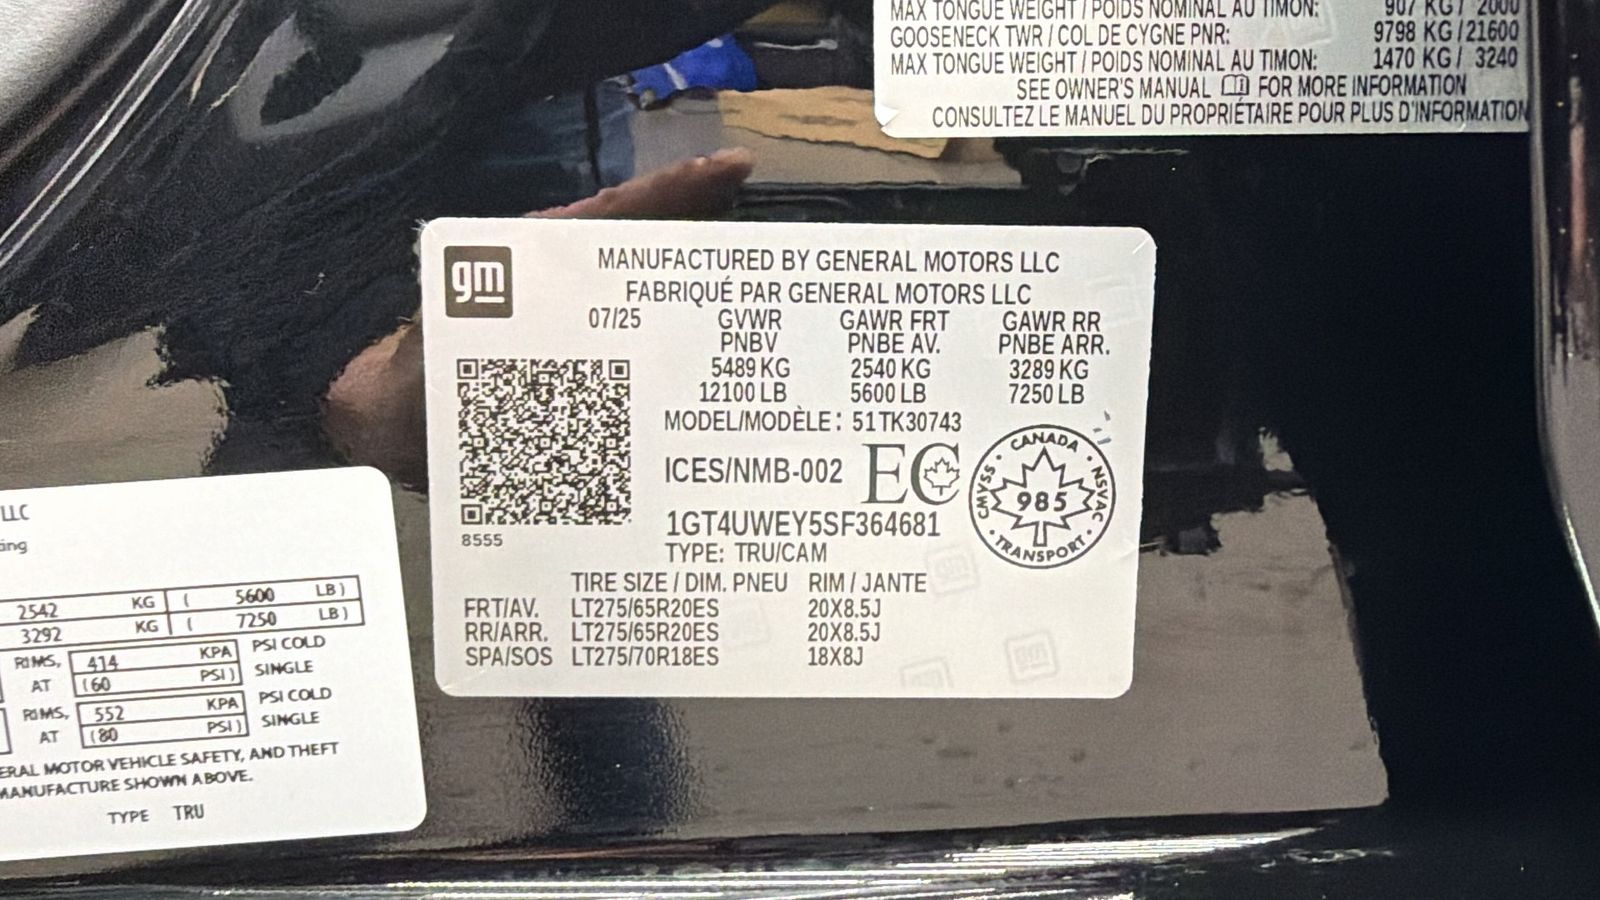 MAX TONGUE WEIGHT / POIDS NOMINAL AU TIMON: 907 KG / 2000
GOOSENECK TWR / COL DE CYGNE PNR: 9798 KG / 21600
MAX TONGUE WEIGHT / POIDS NOMINAL AU TIMON: 1470 KG / 3240
SEE OWNER'S MANUAL FOR MORE INFORMATION
CONSULTEZ LE MANUEL DU PROPRIÉTAIRE POUR PLUS D'INFORMATION
gm
MANUFACTURED BY GENERAL MOTORS LLC
FABRIQUÉ PAR GENERAL MOTORS LLC
07/25 GVWR GAWR FRT GAWR RR
PNBV PNBE AV. PNBE ARR.
5489 KG 2540 KG 3289 KG
12100 LB 5600 LB 7250 LB
MODEL/MODÈLE: 51TK30743
ICES/NMB-002 EC
1GT4UWEY5SF364681
TYPE: TRU/CAM
8555
CANADA
CMVSS 985 NSVAC
TRANSPORT
TIRE SIZE / DIM. PNEU RIM / JANTE
FRT/AV. LT275/65R20ES 20X8.5J
RR/ARR. LT275/65R20ES 20X8.5J
SPA/SOS LT275/70R18ES 18X8J
LLC
ing
2542 KG ( 5600 LB )
3292 KG ( 7250 LB )
RIMS, 414 KPA PSI COLD
AT ( 60 PSI ) SINGLE
RIMS, 552 KPA PSI COLD
AT ( 80 PSI ) SINGLE
ERAL MOTOR VEHICLE SAFETY, AND THEFT
MANUFACTURE SHOWN ABOVE.
TYPE TRU